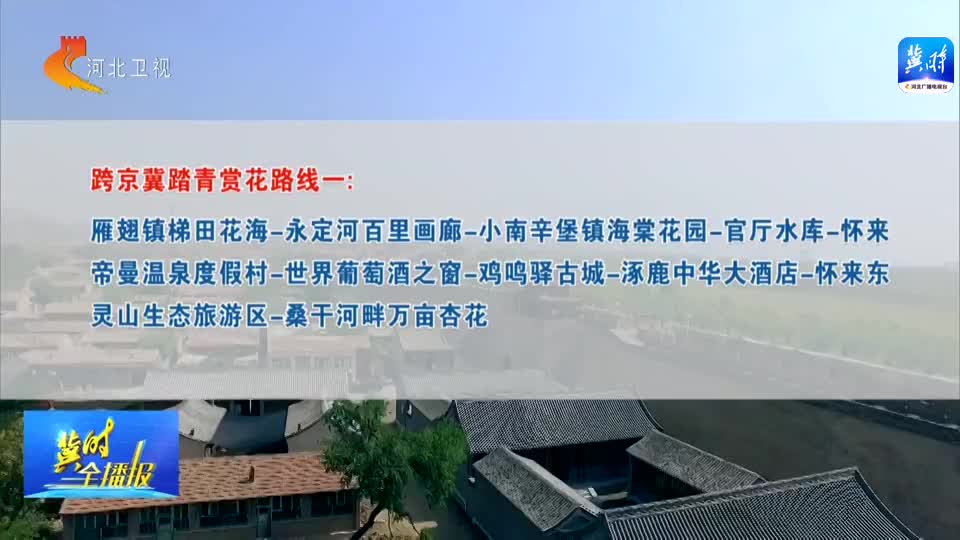 河北卫视
冀时
河北广播电视台
跨京冀踏青赏花路线一:
雁翅镇梯田花海-永定河百里画廊-小南辛堡镇海棠花园-官厅水库-怀来
帝曼温泉度假村-世界葡萄酒之窗-鸡鸣驿古城-涿鹿中华大酒店-怀来东
灵山生态旅游区-桑干河畔万亩杏花
冀时
全播报